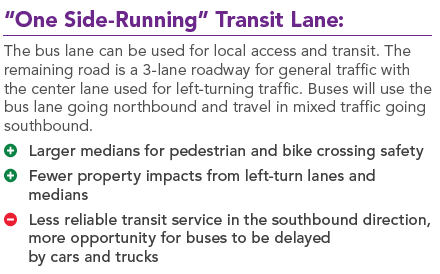 “One Side-Running” Transit Lane:
The bus lane can be used for local access and transit. The
remaining road is a 3-lane roadway for general traffic with
the center lane used for left-turning traffic. Buses will use the
bus lane going northbound and travel in mixed traffic going
southbound.
Larger medians for pedestrian and bike crossing safety
Fewer property impacts from left-turn lanes and
medians
Less reliable transit service in the southbound direction,
more opportunity for buses to be delayed
by cars and trucks